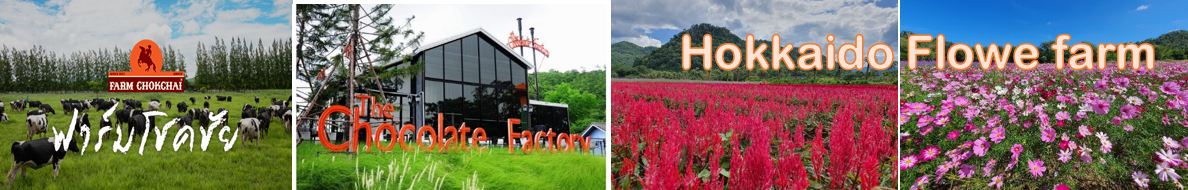 FARM CHOKCHAI
ฟาร์มโชคชัย
The
Chocolate Factory
Hokkaido Flowe farm